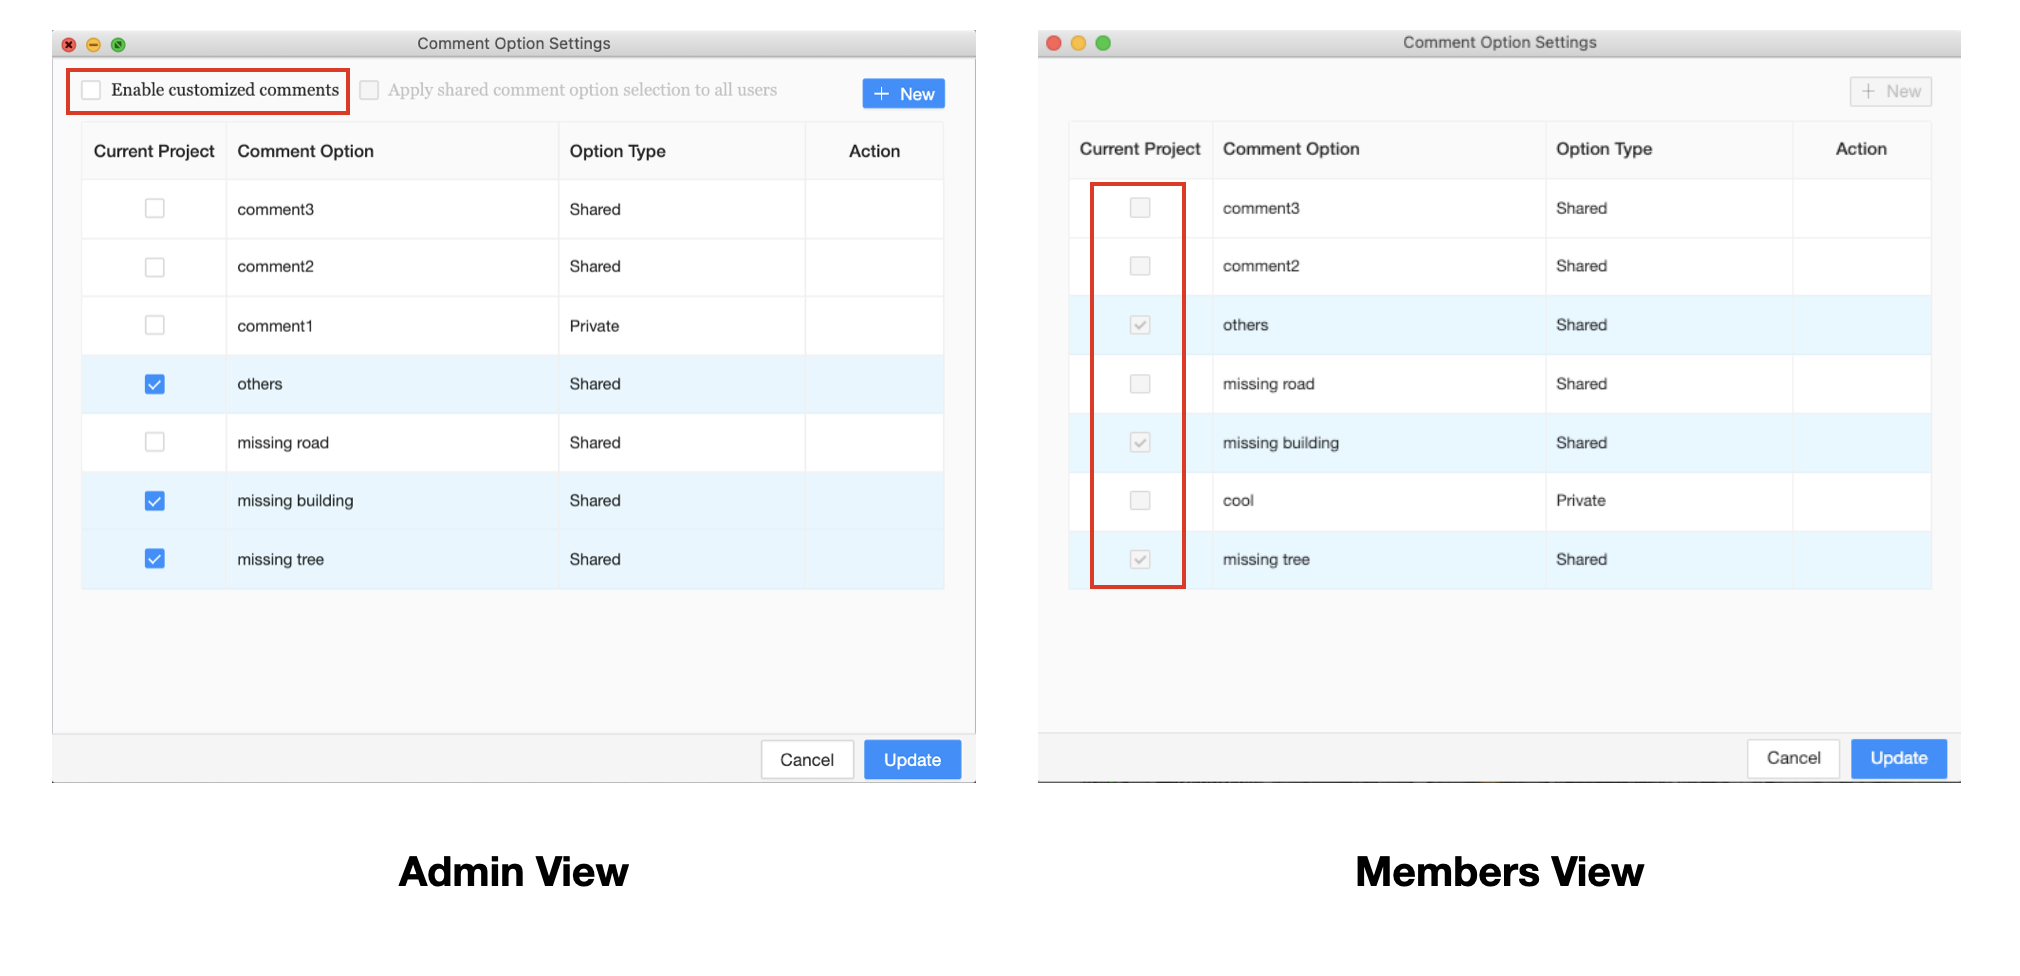 Comment Option Settings
Enable customized comments Apply shared comment option selection to all users + New
Current Project Comment Option Option Type Action
comment3 Shared
comment2 Shared
comment1 Private
others Shared
missing road Shared
missing building Shared
missing tree Shared
Cancel Update
Admin View
Comment Option Settings
+ New
Current Project Comment Option Option Type Action
comment3 Shared
comment2 Shared
others Shared
missing road Shared
missing building Shared
cool Private
missing tree Shared
Cancel Update
Members View